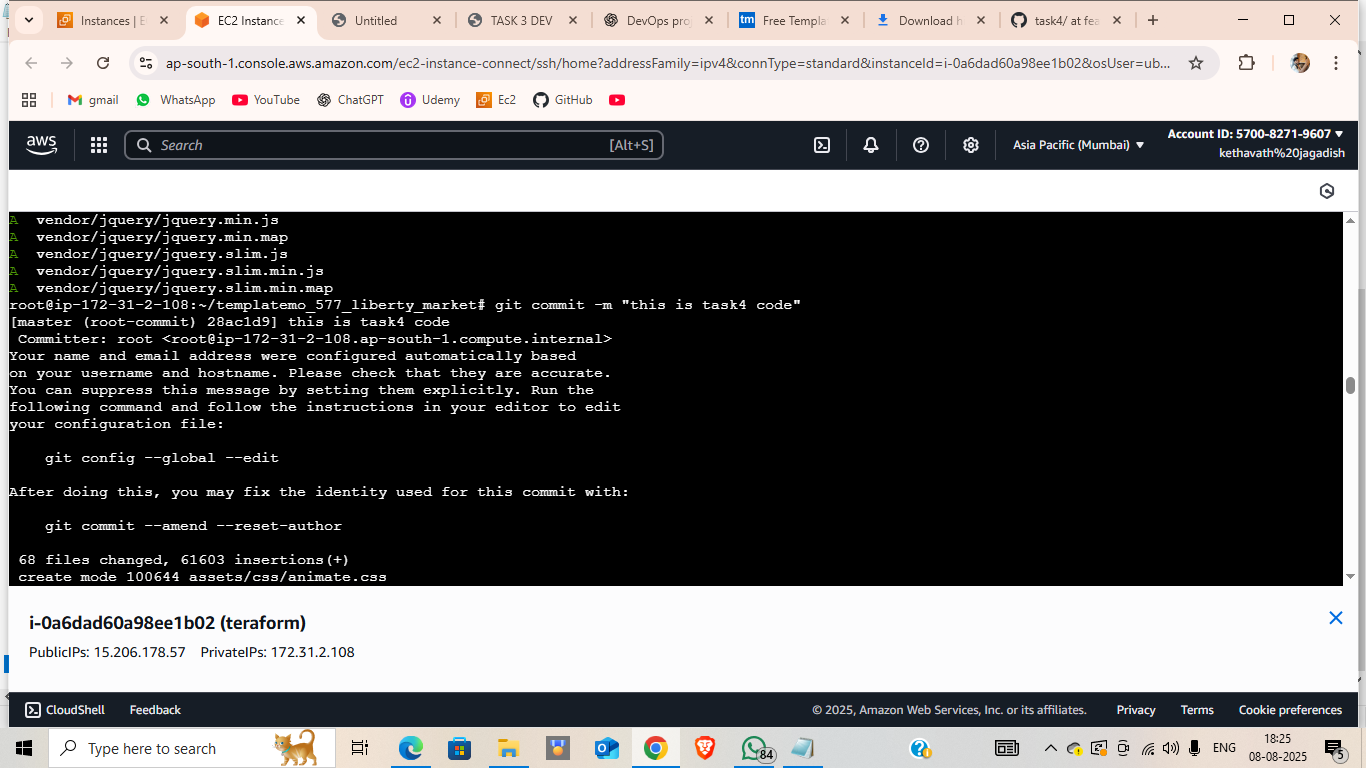 Instances | E
EC2 Instance
Untitled
TASK 3 DEV
DevOps pro
tm
Free Templa
Download h
task4/ at fea
ap-south-1.console.aws.amazon.com/ec2-instance-connect/ssh/home?addressFamily=ipv4&connType=standard&instanceId=i-0a6dad60a98ee1b02&osUser=ub...
gmail WhatsApp YouTube ChatGPT Udemy Ec2 GitHub
aws Search [Alt+S] Asia Pacific (Mumbai) Account ID: 5700-8271-9607
kethavath%20jagadish
A vendor/jquery/jquery.min.js
A vendor/jquery/jquery.min.map
A vendor/jquery/jquery.slim.js
A vendor/jquery/jquery.slim.min.js
A vendor/jquery/jquery.slim.min.map
root@ip-172-31-2-108:~/templatemo_577_liberty_market# git commit -m "this is task4 code"
[master (root-commit) 28ac1d9] this is task4 code
Committer: root <root@ip-172-31-2-108.ap-south-1.compute.internal>
Your name and email address were configured automatically based
on your username and hostname. Please check that they are accurate.
You can suppress this message by setting them explicitly. Run the
following command and follow the instructions in your editor to edit
your configuration file:
git config --global --edit
After doing this, you may fix the identity used for this commit with:
git commit --amend --reset-author
68 files changed, 61603 insertions(+)
create mode 100644 assets/css/animate.css
i-0a6dad60a98ee1b02 (teraform)
PublicIPs: 15.206.178.57 PrivateIPs: 172.31.2.108
CloudShell Feedback © 2025, Amazon Web Services, Inc. or its affiliates. Privacy Terms Cookie preferences
Type here to search 84 ENG 18:25
08-08-2025 5